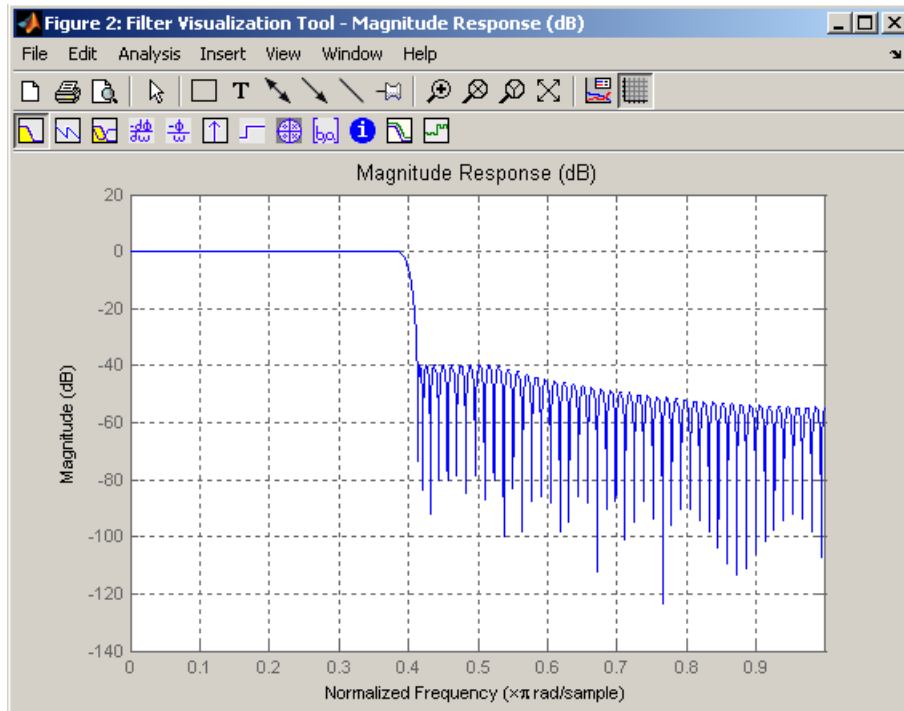 Figure 2: Filter Visualization Tool - Magnitude Response (dB)
File Edit Analysis Insert View Window Help
T
[b,a]
i
Magnitude Response (dB)
20
0
-20
-40
-60
-80
-100
-120
-140
Magnitude (dB)
0 0.1 0.2 0.3 0.4 0.5 0.6 0.7 0.8 0.9
Normalized Frequency (×π rad/sample)